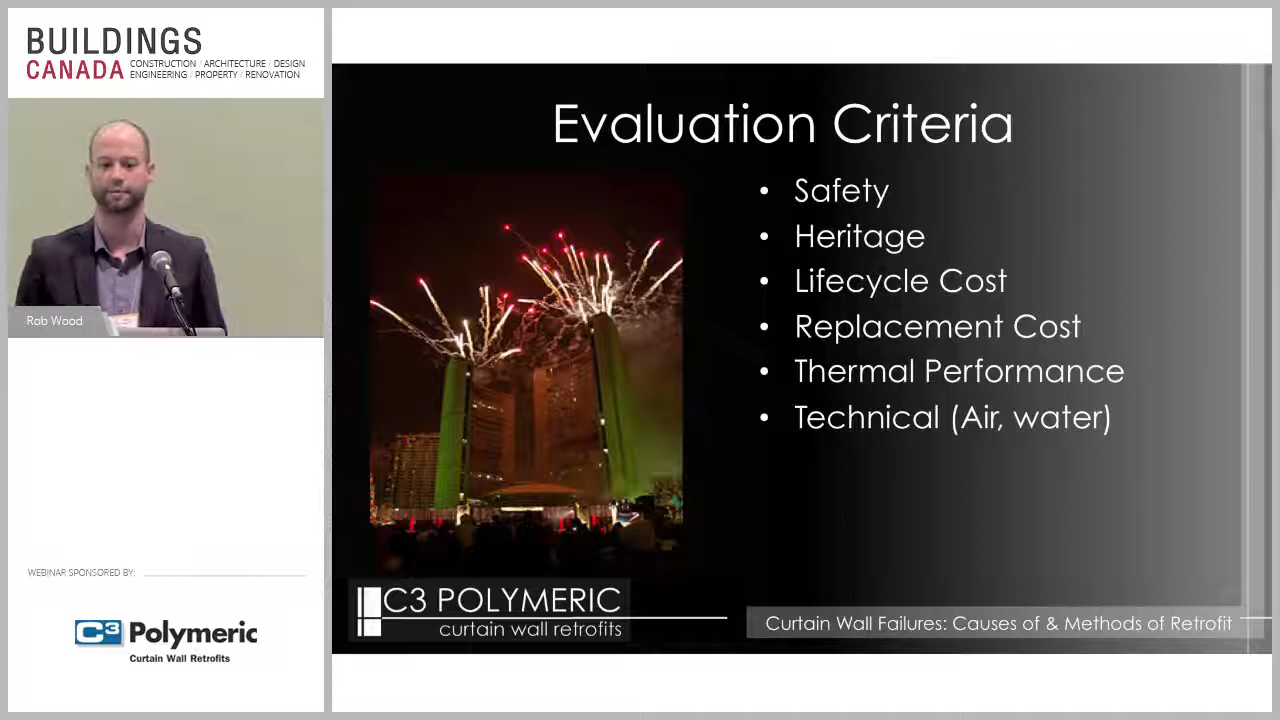 BUILDINGS
CANADA
CONSTRUCTION / ARCHITECTURE / DESIGN
ENGINEERING / PROPERTY / RENOVATION
Rob Wood
WEBINAR SPONSORED BY:
C3 Polymeric
Curtain Wall Retrofits
Evaluation Criteria
• Safety
• Heritage
• Lifecycle Cost
• Replacement Cost
• Thermal Performance
• Technical (Air, water)
C3 POLYMERIC
curtain wall retrofits
Curtain Wall Failures: Causes of & Methods of Retrofit